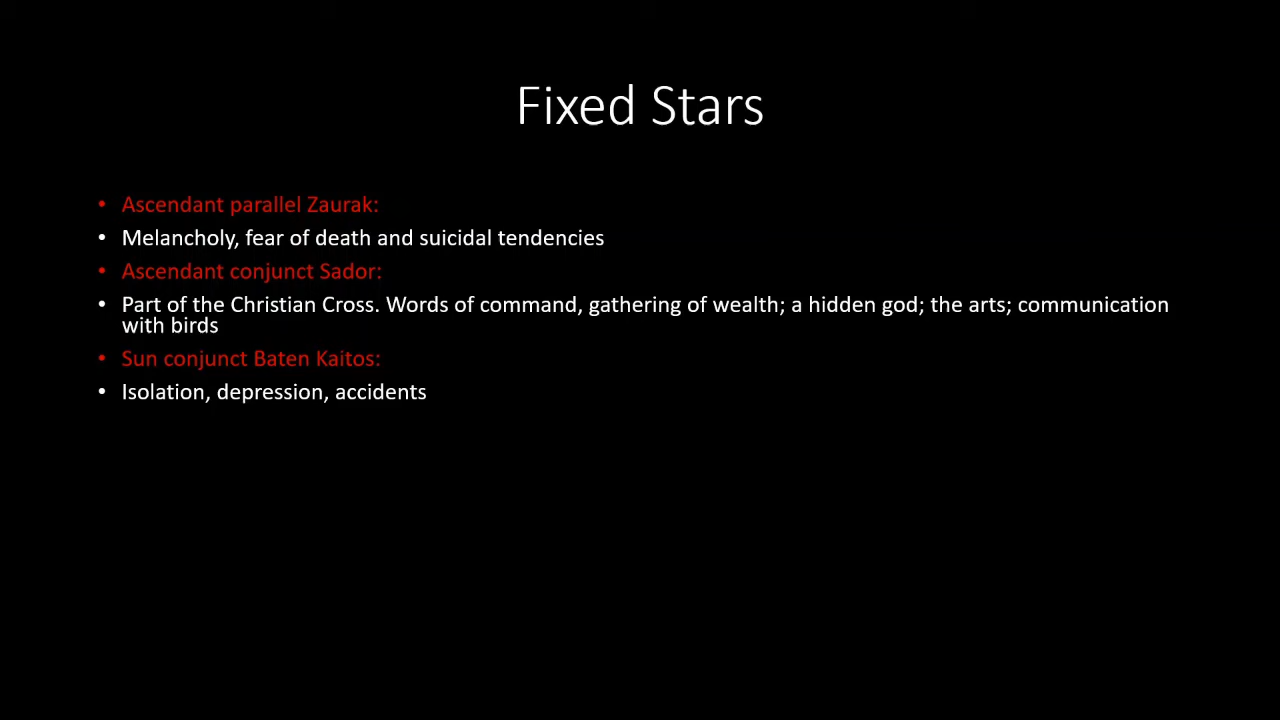 Fixed Stars
• Ascendant parallel Zaurak:
• Melancholy, fear of death and suicidal tendencies
• Ascendant conjunct Sador:
• Part of the Christian Cross. Words of command, gathering of wealth; a hidden god; the arts; communication
with birds
• Sun conjunct Baten Kaitos:
• Isolation, depression, accidents